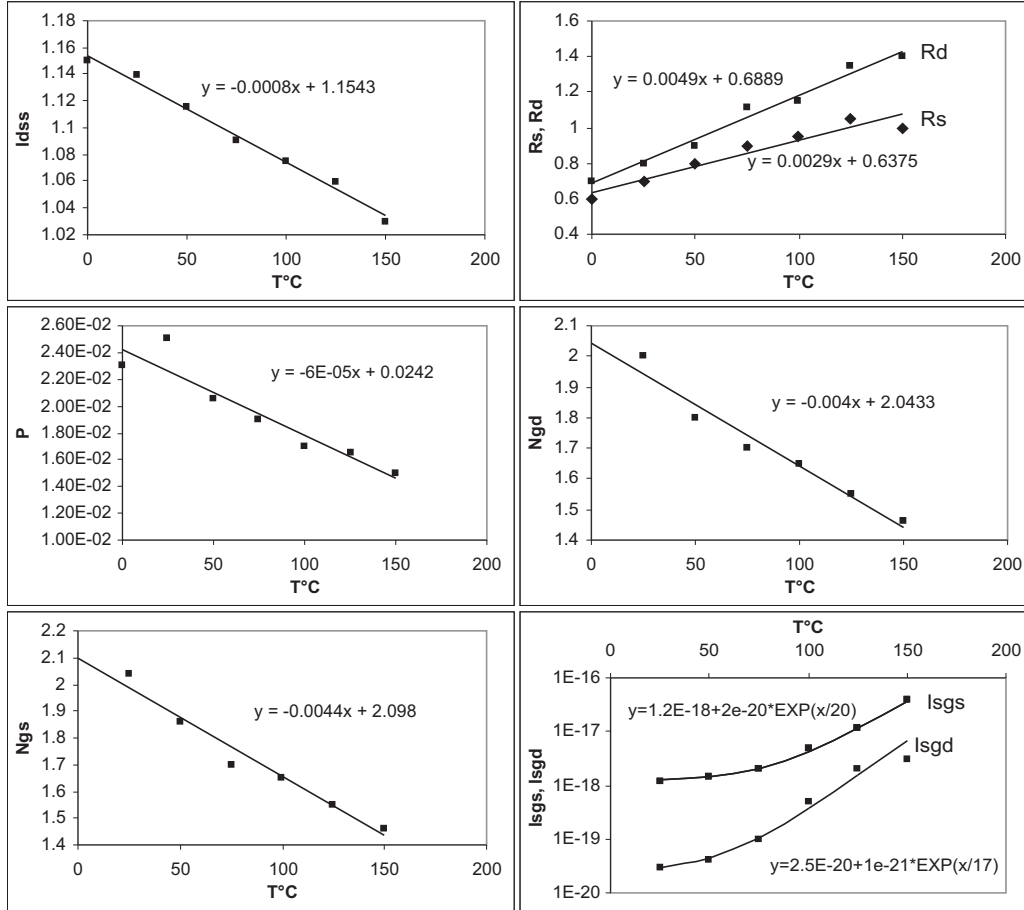 1.18
1.16
1.14
1.12
1.1
1.08
1.06
1.04
1.02
Idss
y = -0.0008x + 1.1543
0 50 100 150 200
T°C
1.6
1.4
1.2
1
0.8
0.6
0.4
Rs, Rd
y = 0.0049x + 0.6889
Rd
Rs
y = 0.0029x + 0.6375
0 50 100 150 200
T°C
2.60E-02
2.40E-02
2.20E-02
2.00E-02
1.80E-02
1.60E-02
1.40E-02
1.20E-02
1.00E-02
P
y = -6E-05x + 0.0242
0 50 100 150 200
T°C
2.1
2
1.9
1.8
1.7
1.6
1.5
1.4
Ngd
y = -0.004x + 2.0433
0 50 100 150 200
T°C
2.2
2.1
2
1.9
1.8
1.7
1.6
1.5
1.4
Ngs
y = -0.0044x + 2.098
0 50 100 150 200
T°C
T°C
0 50 100 150 200
1E-16
1E-17
1E-18
1E-19
1E-20
Isgs, Isgd
y=1.2E-18+2e-20*EXP(x/20)
Isgs
Isgd
y=2.5E-20+1e-21*EXP(x/17)